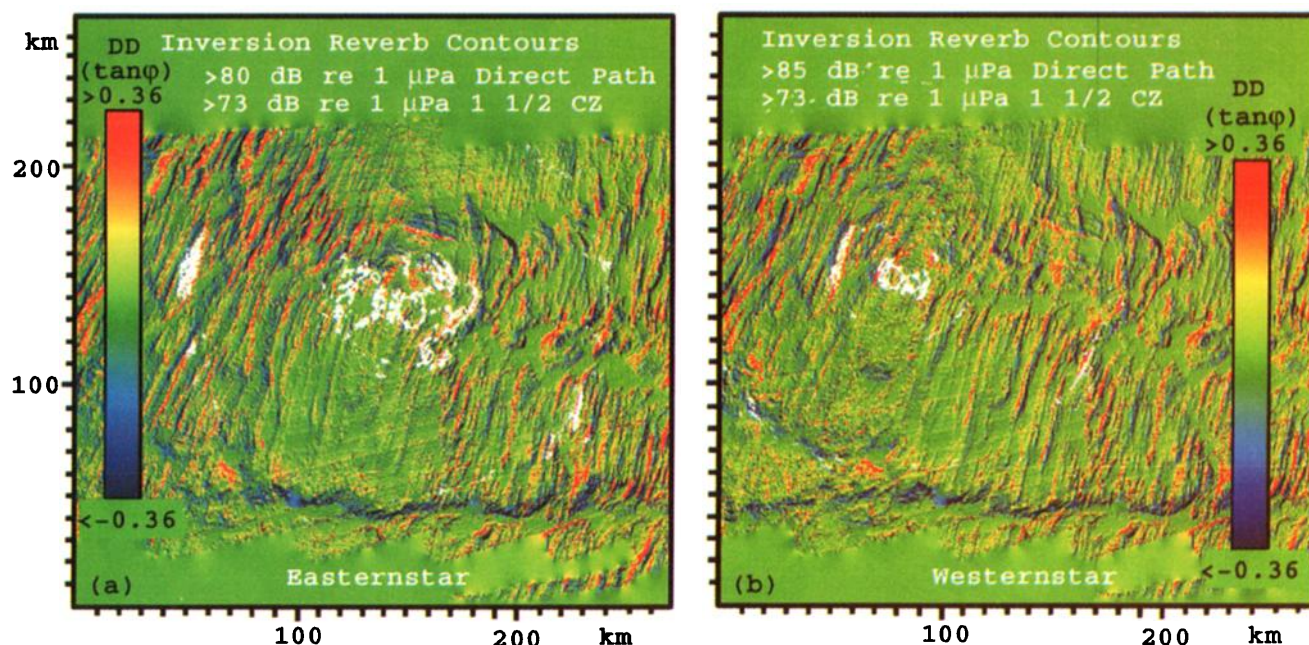 km
DD
(tanφ)
>0.36
Inversion Reverb Contours
>80 dB re 1 µPa Direct Path
>73 dB re 1 µPa 1 1/2 CZ
200
100
<-0.36
(a)
Easternstar
100
200
km
Inversion Reverb Contours
>85 dB re 1 µPa Direct Path
>73 dB re 1 µPa 1 1/2 CZ
DD
(tanφ)
>0.36
<-0.36
(b)
Westernstar
100
200
km